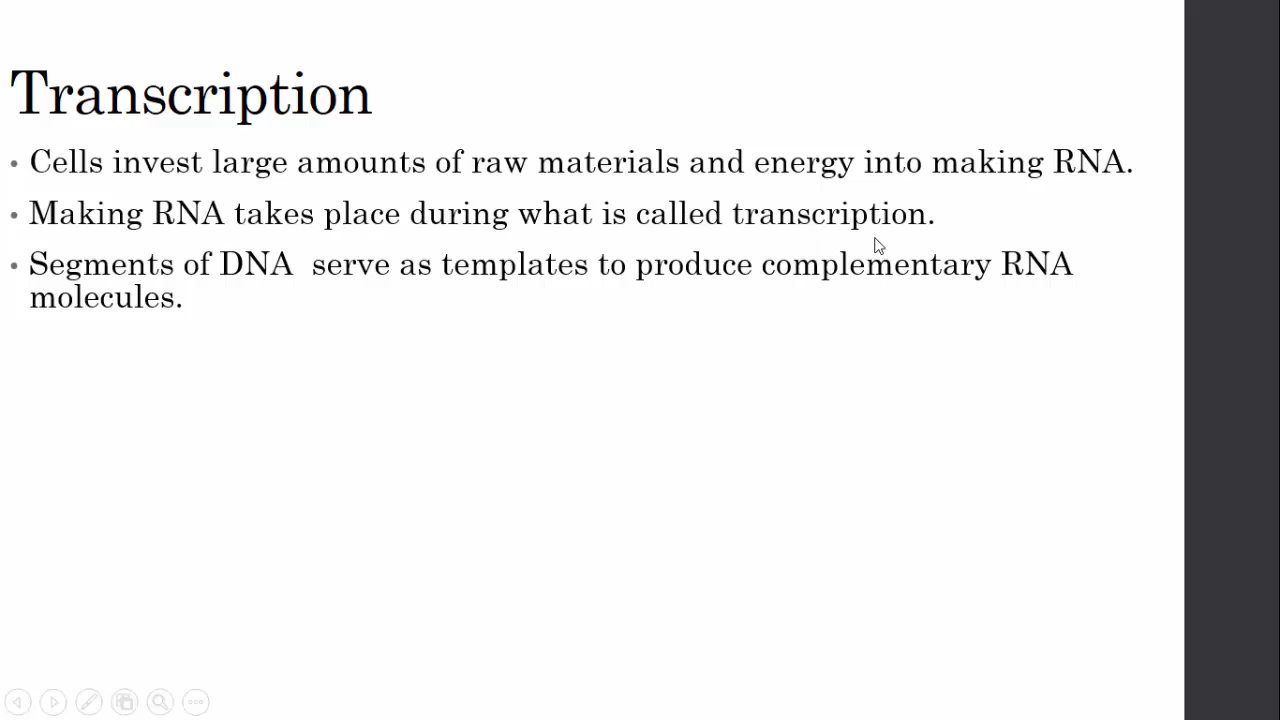 Transcription
• Cells invest large amounts of raw materials and energy into making RNA.
• Making RNA takes place during what is called transcription.
• Segments of DNA  serve as templates to produce complementary RNA
molecules.